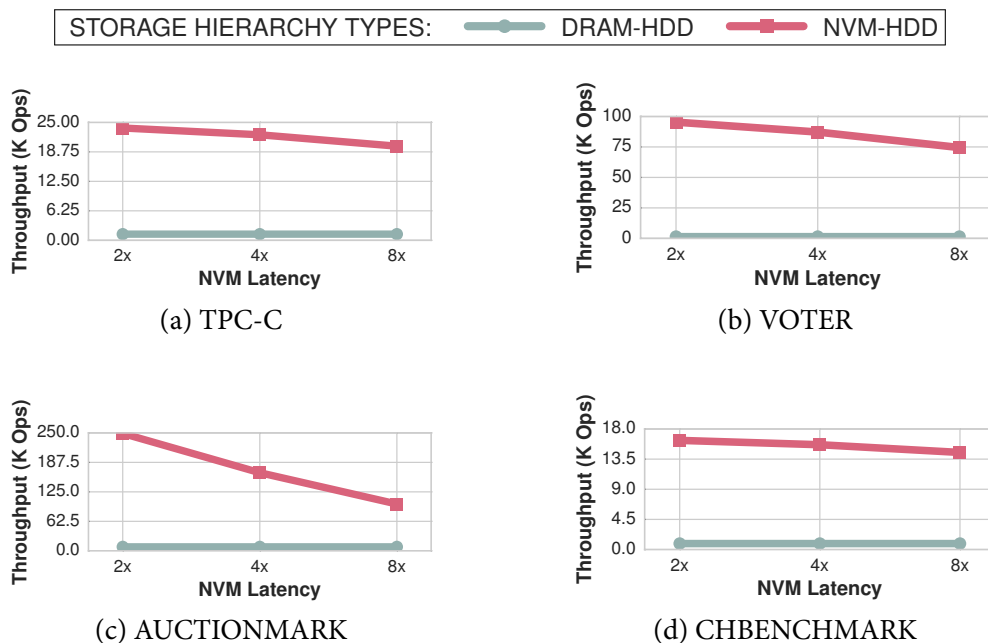 STORAGE HIERARCHY TYPES: DRAM-HDD NVM-HDD
Throughput (K Ops)
25.00
18.75
12.50
6.25
0.00
2x 4x 8x
NVM Latency
(a) TPC-C
Throughput (K Ops)
100
75
50
25
0
2x 4x 8x
NVM Latency
(b) VOTER
Throughput (K Ops)
250.0
187.5
125.0
62.5
0.0
2x 4x 8x
NVM Latency
(c) AUCTIONMARK
Throughput (K Ops)
18.0
13.5
9.0
4.5
0.0
2x 4x 8x
NVM Latency
(d) CHBENCHMARK